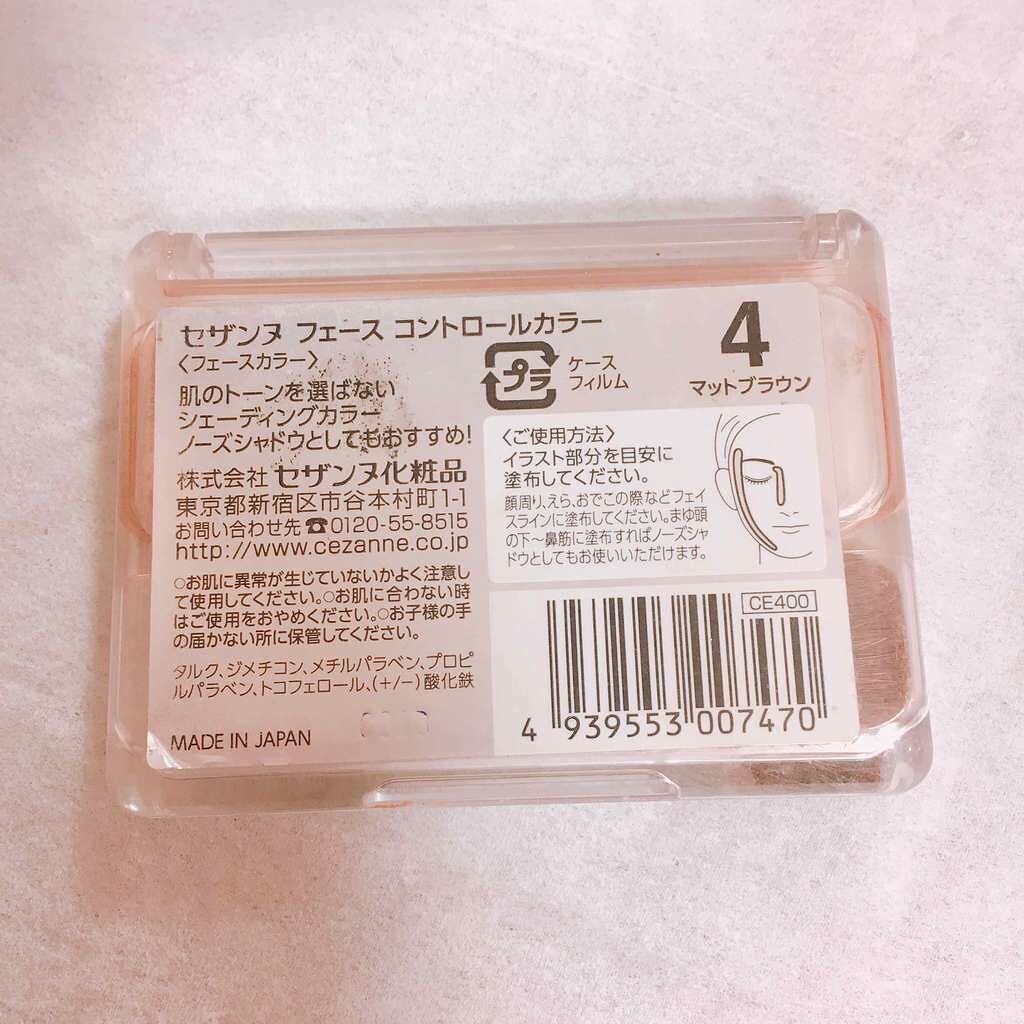 セザンヌ フェース コントロールカラー
〈フェースカラー〉
肌のトーンを選ばない
シェーディングカラー
ノーズシャドウとしてもおすすめ!
株式会社 セザンヌ化粧品
東京都新宿区市谷本村町1-1
お問い合わせ先☎0120-55-8515
http://www.cezanne.co.jp
○お肌に異常が生じていないかよく注意し
て使用してください。○お肌に合わない時
はご使用をおやめください。○お子様の手
の届かない所に保管してください。
タルク、ジメチコン、メチルパラベン、プロピ
ルパラベン、トコフェロール、(+/−)酸化鉄
MADE IN JAPAN
プラ
ケース
フィルム
4
マットブラウン
〈ご使用方法〉
イラスト部分を目安に
塗布してください。
顔周り、えら、おでこの際などフェイ
スラインに塗布してください。まゆ頭
の下〜鼻筋に塗布すればノーズシャ
ドウとしてもお使いいただけます。
CE400
4 939553 007470